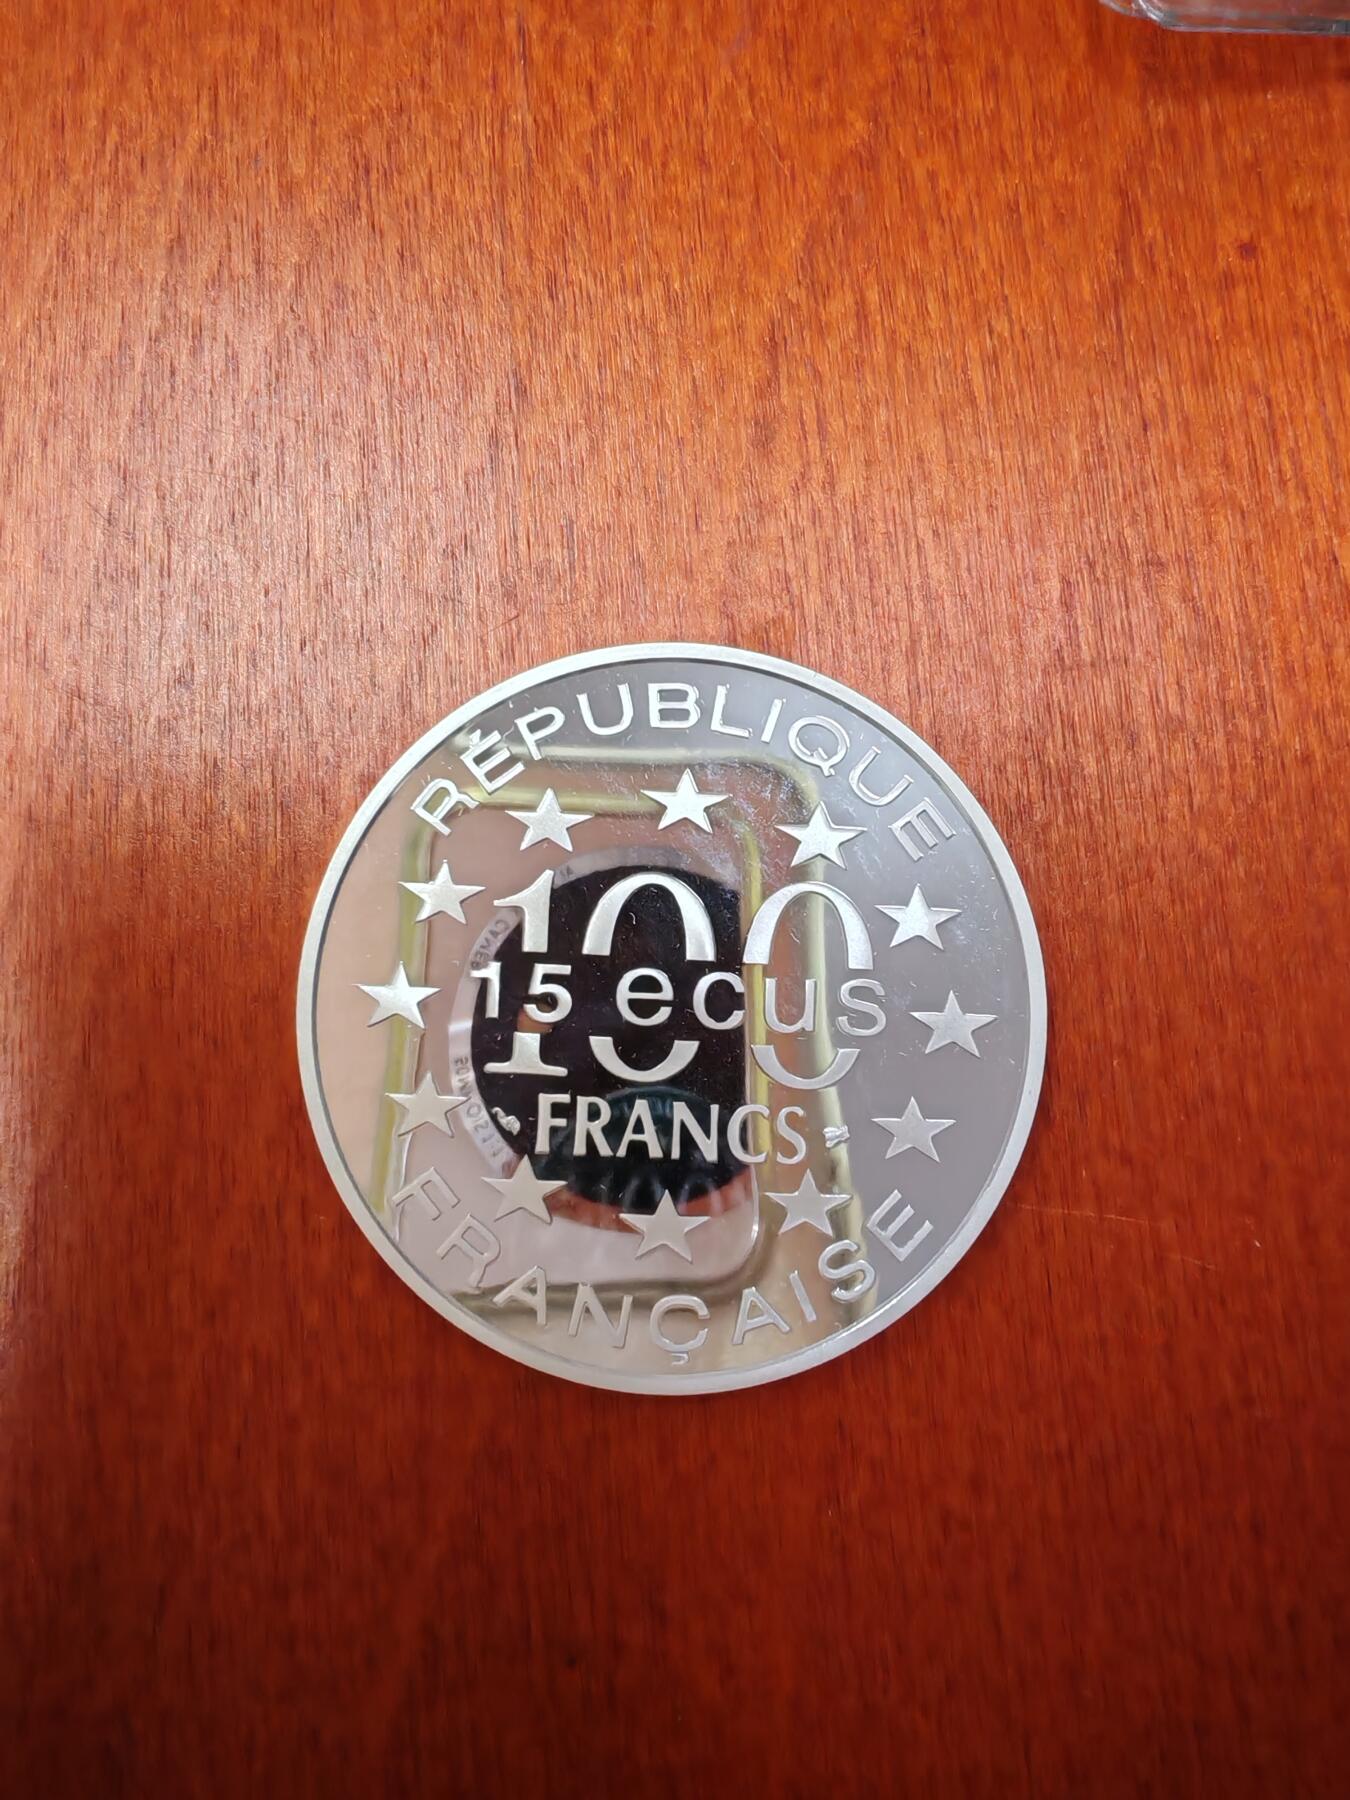 RÉPUBLIQUE
100
15 ecus
FRANCS
FRANÇAISE